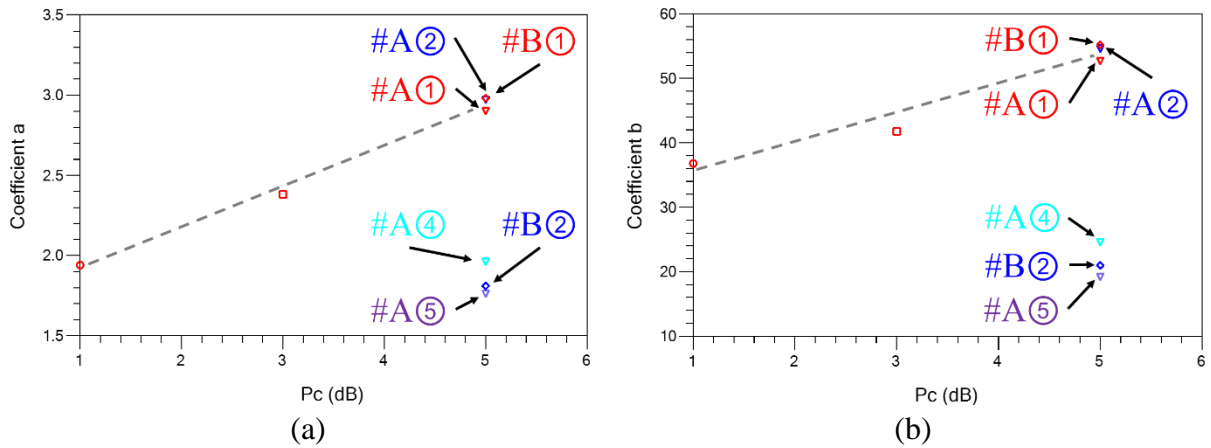 3.5
3.0
2.5
2.0
1.5
Coefficient a
#A② #B①
#A①
#A④ #B②
#A⑤
1 2 3 4 5 6
Pc (dB)
(a)
60
50
40
30
20
10
Coefficient b
#B①
#A① #A②
#A④
#B②
#A⑤
1 2 3 4 5 6
Pc (dB)
(b)